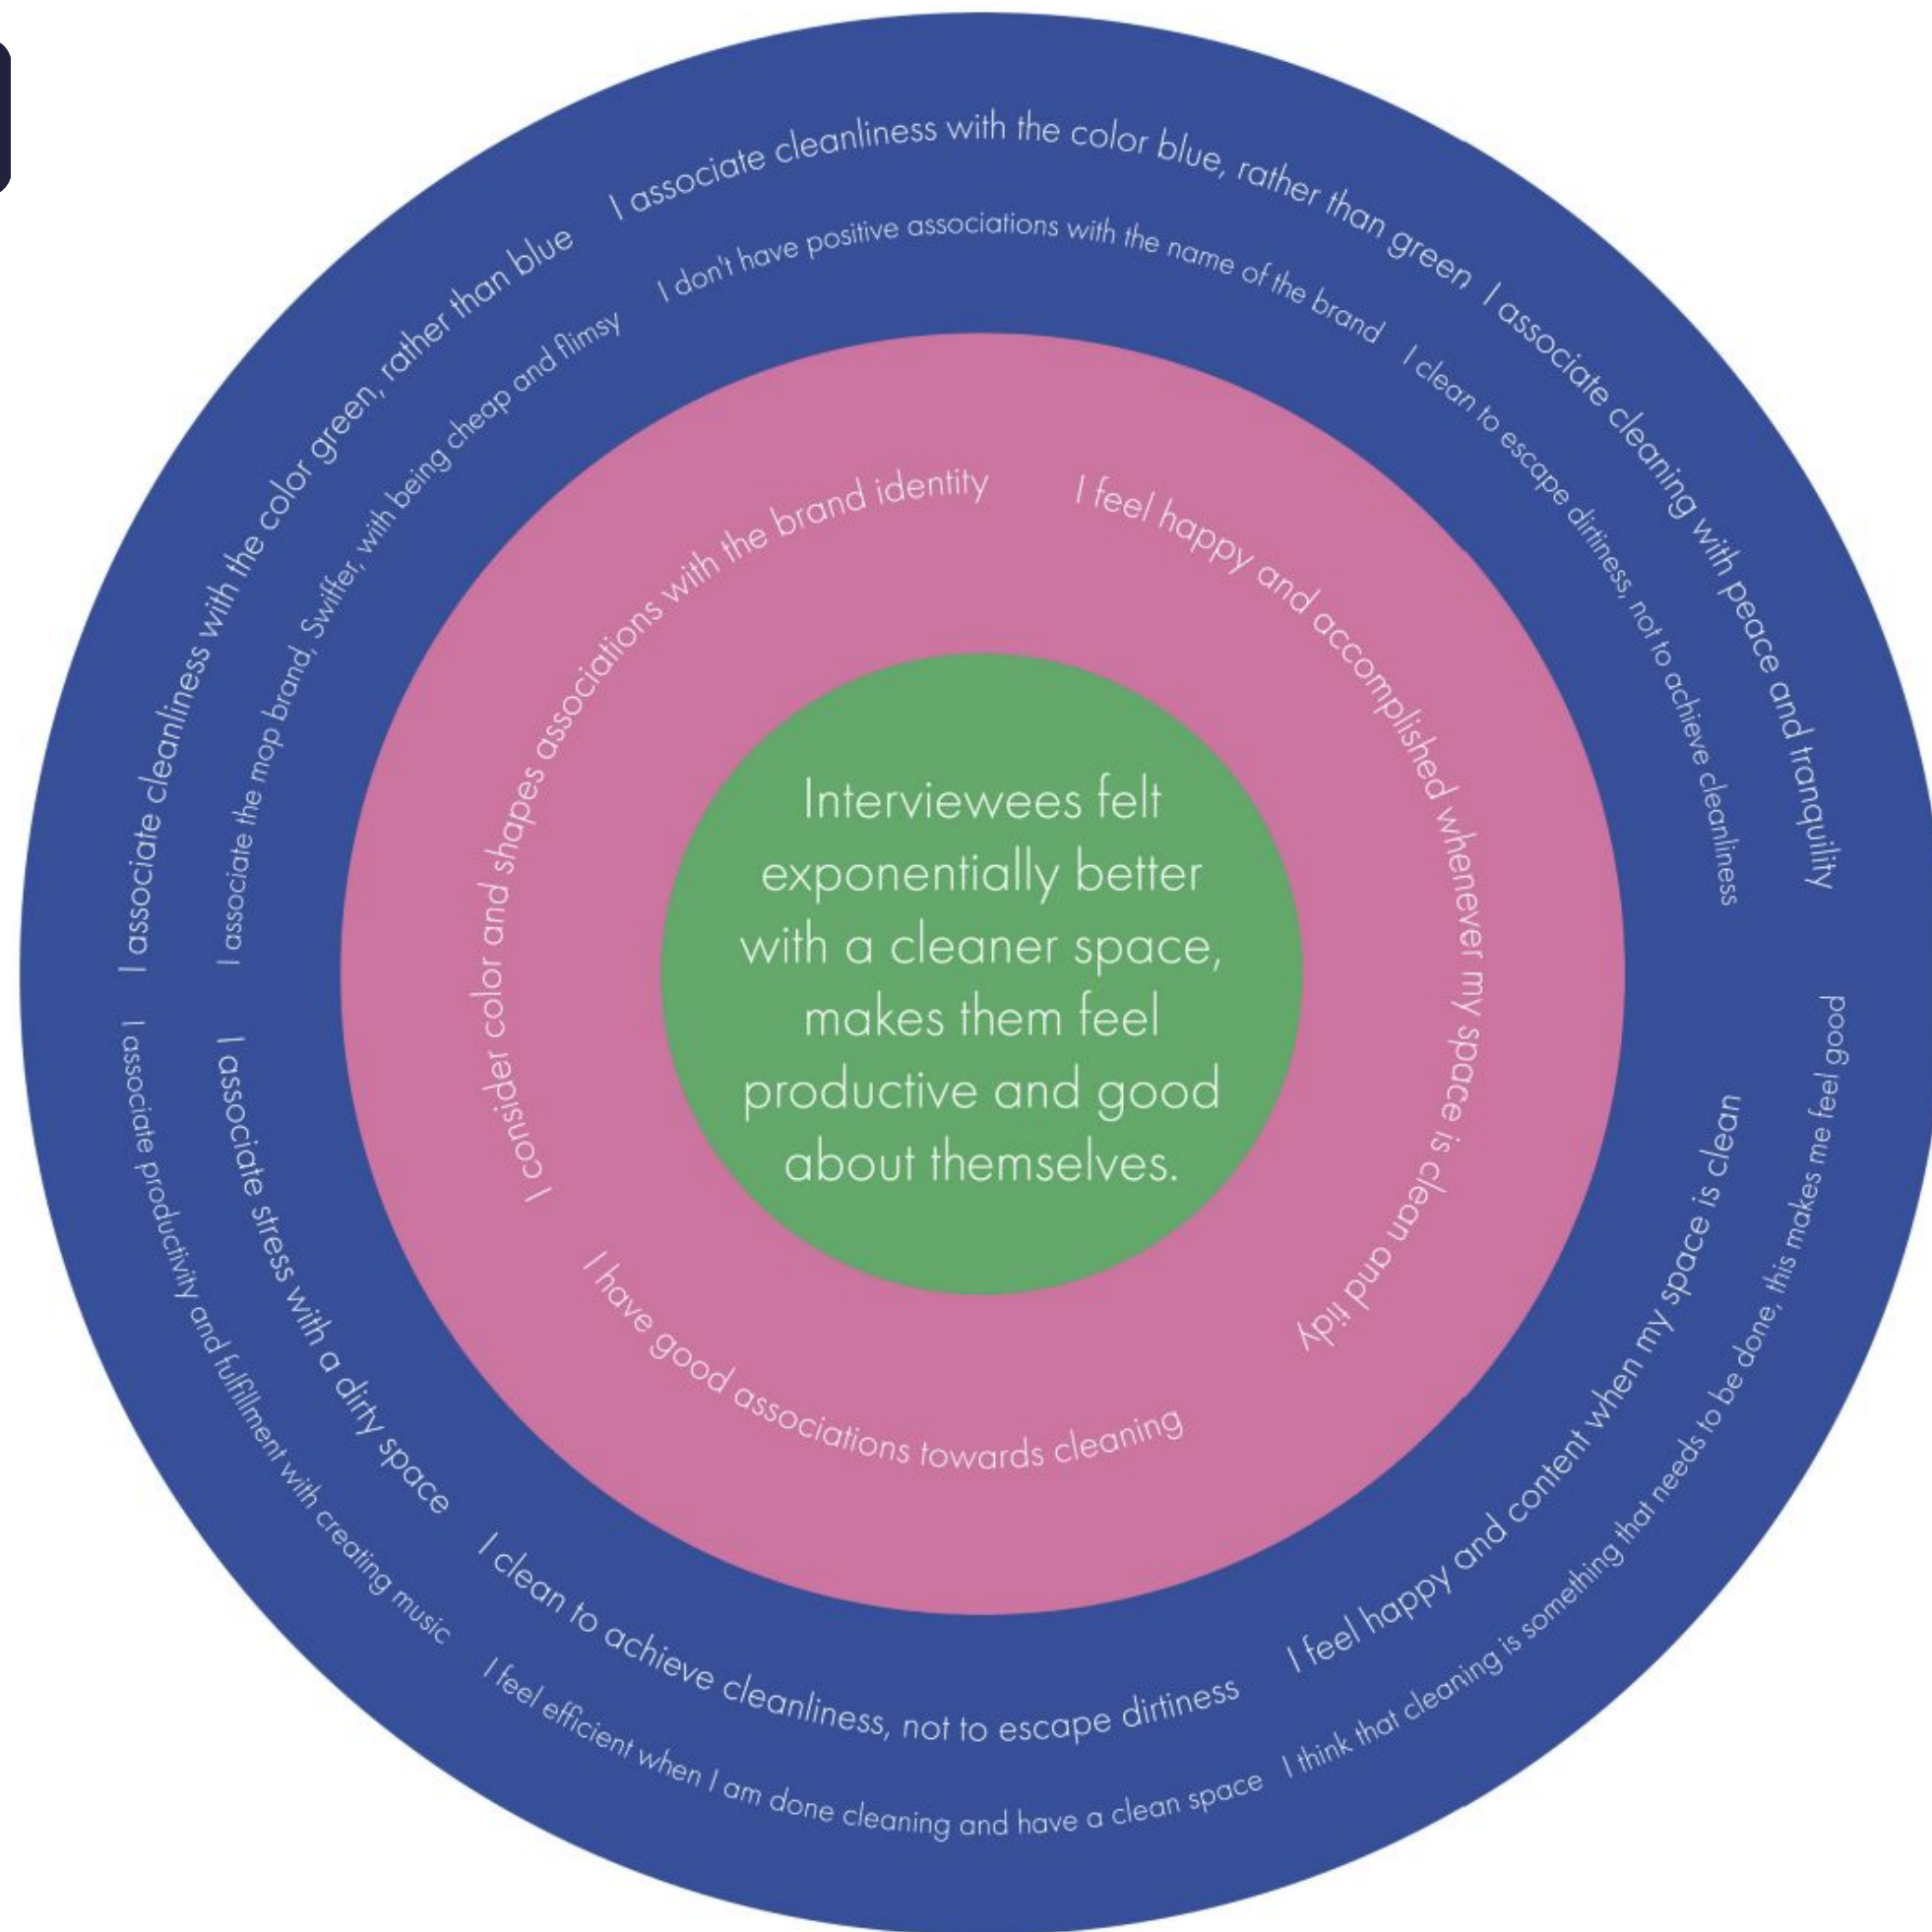 I associate cleanliness with the color green, rather than blue
I associate cleanliness with the color blue, rather than green
I associate cleaning with peace and tranquility
I associate the mop brand, Swiffer, with being cheap and flimsy
I don't have positive associations with the name of the brand
I clean to escape dirtiness, not to achieve cleanliness
I consider color and shapes associations with the brand identity
I feel happy and accomplished whenever my space is clean and tidy
Interviewees felt
exponentially better
with a cleaner space,
makes them feel
productive and good
about themselves.
I have good associations towards cleaning
I associate stress with a dirty space
I clean to achieve cleanliness, not to escape dirtiness
I feel happy and content when my space is clean
I associate productivity and fulfillment with creating music
I feel efficient when I am done cleaning and have a clean space
I think that cleaning is something that needs to be done, this makes me feel good